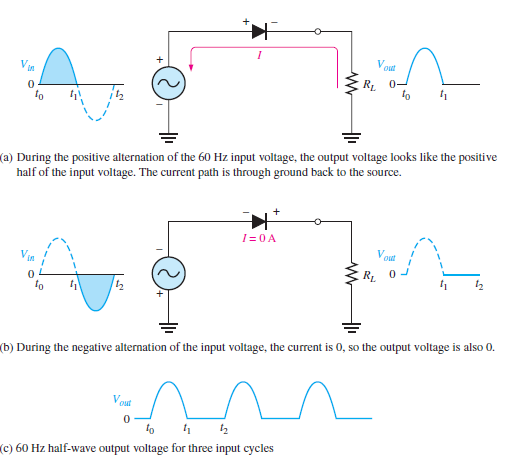 + −
I
V_in
0
t_0 t_1 t_2
+
−
R_L
V_out
0
t_0 t_1
(a) During the positive alternation of the 60 Hz input voltage, the output voltage looks like the positive
half of the input voltage. The current path is through ground back to the source.
− +
I = 0 A
V_in
0
t_0 t_1 t_2
−
+
R_L
V_out
0
t_0 t_1 t_2
(b) During the negative alternation of the input voltage, the current is 0, so the output voltage is also 0.
V_out
0
t_0 t_1 t_2
(c) 60 Hz half-wave output voltage for three input cycles